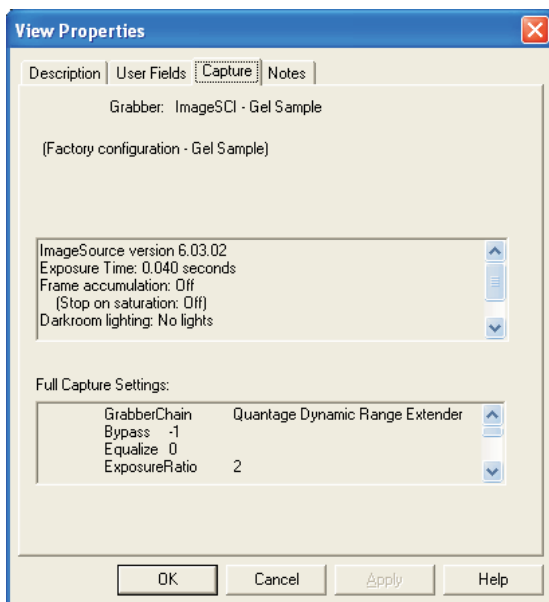 View Properties
Description User Fields Capture Notes
Grabber: ImageSCI - Gel Sample
(Factory configuration - Gel Sample)
ImageSource version 6.03.02
Exposure Time: 0.040 seconds
Frame accumulation: Off
(Stop on saturation: Off)
Darkroom lighting: No lights
Full Capture Settings:
GrabberChain Quantage Dynamic Range Extender
Bypass -1
Equalize 0
ExposureRatio 2
OK Cancel Apply Help